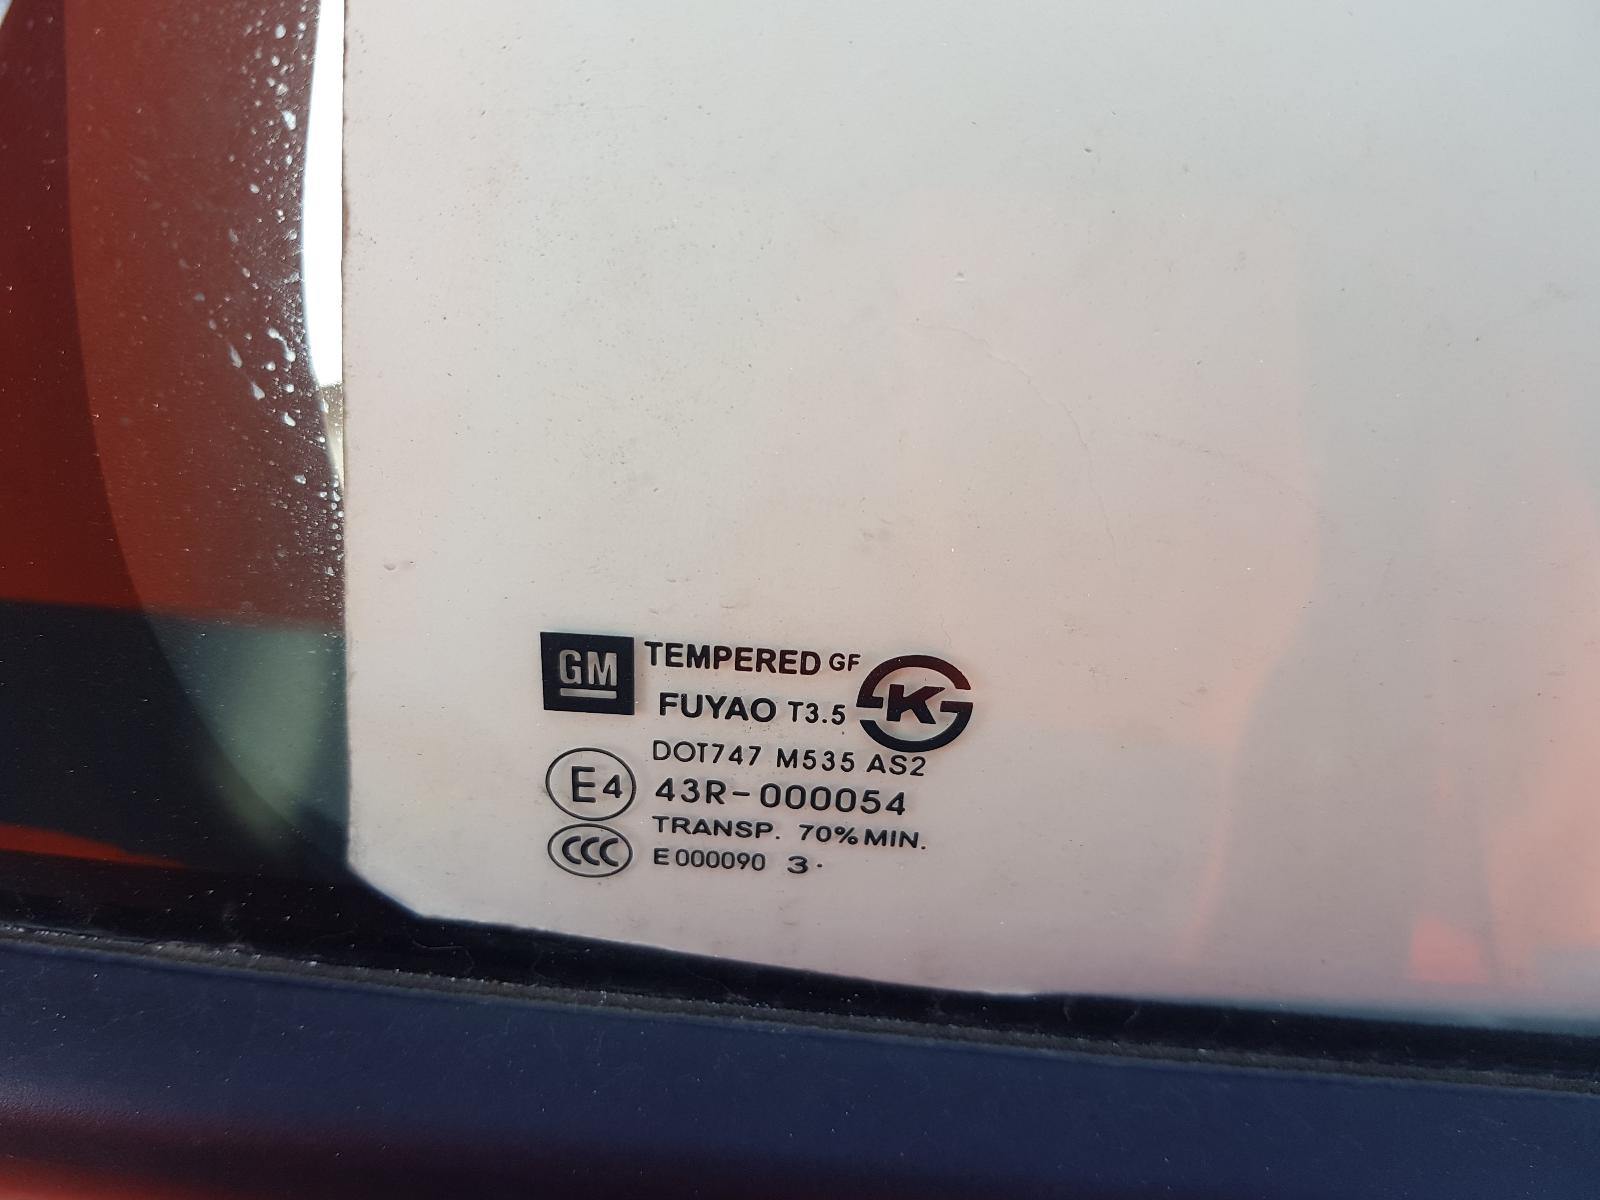 GM TEMPERED GF
FUYAO T3.5 K
DOT747 M535 AS2
E4 43R-000054
TRANSP. 70% MIN.
CCC E000090 3.